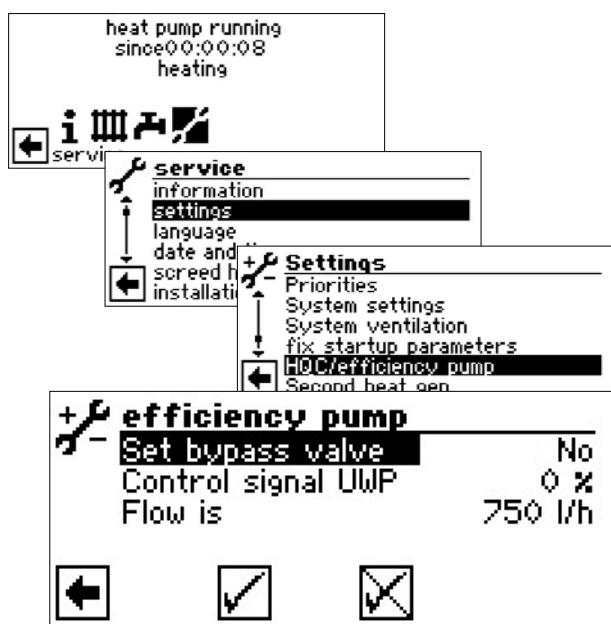 heat pump running
since00:00:08
heating
service
information
settings
language
date and
screed h
installati
Settings
Priorities
System settings
System ventilation
fix startup parameters
HQC/efficiency pump
Second heat gen
efficiency pump
Set bypass valve No
Control signal UWP 0 %
Flow is 750 l/h